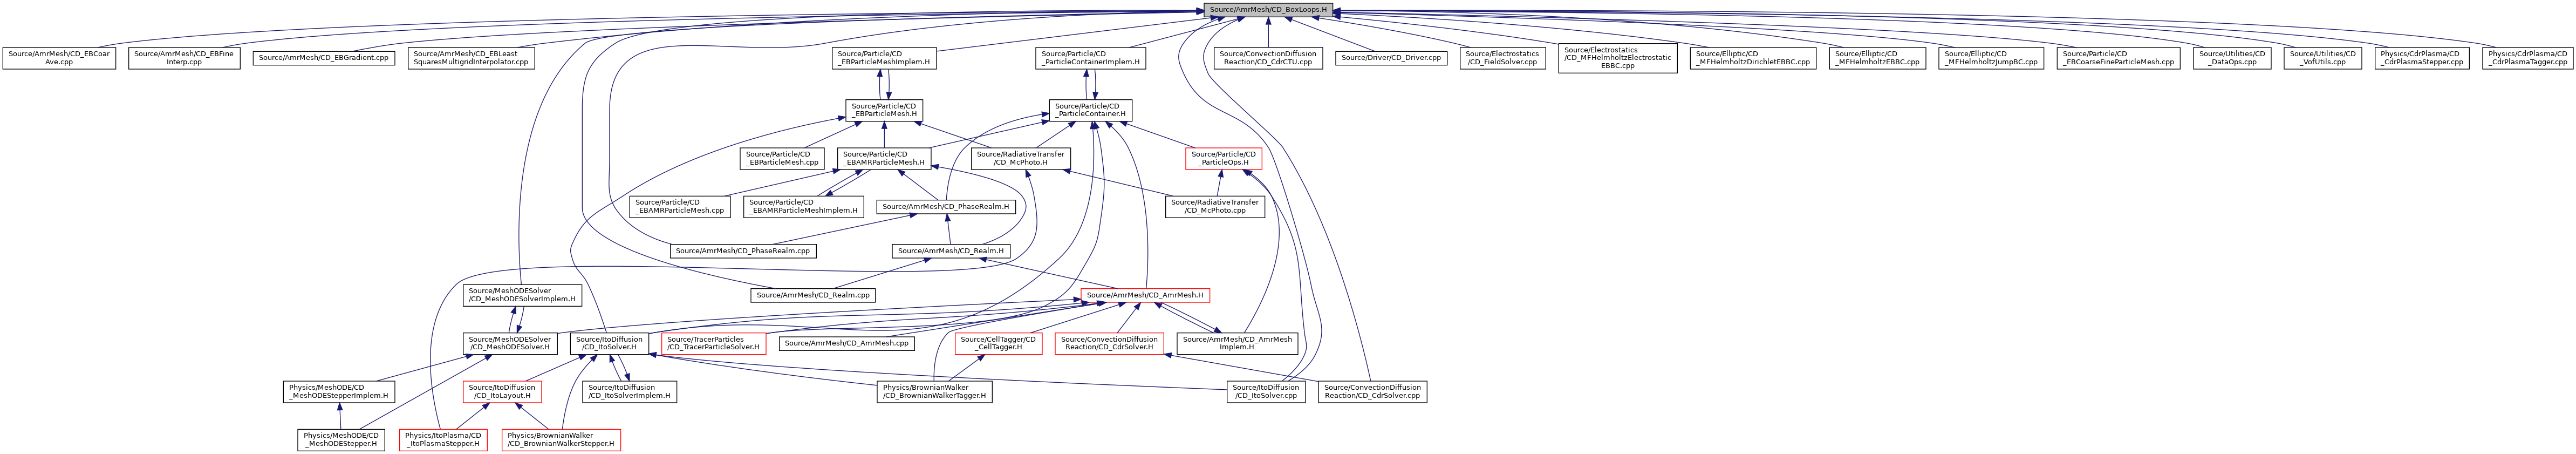 Source/AmrMesh/CD_BoxLoops.H
Source/AmrMesh/CD_EBCoar
Ave.cpp
Source/AmrMesh/CD_EBFine
Interp.cpp
Source/AmrMesh/CD_EBGradient.cpp
Source/AmrMesh/CD_EBLeast
SquaresMultigridInterpolator.cpp
Source/Particle/CD
_EBParticleMeshImplem.H
Source/Particle/CD
_ParticleContainerImplem.H
Source/ConvectionDiffusion
Reaction/CD_CdrCTU.cpp
Source/Driver/CD_Driver.cpp
Source/Electrostatics
/CD_FieldSolver.cpp
Source/Electrostatics
/CD_MFHelmholtzElectrostatic
EBBC.cpp
Source/Elliptic/CD
_MFHelmholtzDirichletEBBC.cpp
Source/Elliptic/CD
_MFHelmholtzEBBC.cpp
Source/Elliptic/CD
_MFHelmholtzJumpBC.cpp
Source/Particle/CD
_EBCoarseFineParticleMesh.cpp
Source/Utilities/CD
_DataOps.cpp
Source/Utilities/CD
_VofUtils.cpp
Physics/CdrPlasma/CD
_CdrPlasmaStepper.cpp
Physics/CdrPlasma/CD
_CdrPlasmaTagger.cpp
Source/Particle/CD
_EBParticleMesh.H
Source/Particle/CD
_ParticleContainer.H
Source/Particle/CD
_EBParticleMesh.cpp
Source/Particle/CD
_EBAMRParticleMesh.H
Source/RadiativeTransfer
/CD_McPhoto.H
Source/Particle/CD
_ParticleOps.H
Source/Particle/CD
_EBAMRParticleMesh.cpp
Source/Particle/CD
_EBAMRParticleMeshImplem.H
Source/AmrMesh/CD_PhaseRealm.H
Source/RadiativeTransfer
/CD_McPhoto.cpp
Source/AmrMesh/CD_PhaseRealm.cpp
Source/AmrMesh/CD_Realm.H
Source/MeshODESolver
/CD_MeshODESolverImplem.H
Source/AmrMesh/CD_Realm.cpp
Source/AmrMesh/CD_AmrMesh.H
Source/MeshODESolver
/CD_MeshODESolver.H
Source/ItoDiffusion
/CD_ItoSolver.H
Source/TracerParticles
/CD_TracerParticleSolver.H
Source/AmrMesh/CD_AmrMesh.cpp
Source/CellTagger/CD
_CellTagger.H
Source/ConvectionDiffusion
Reaction/CD_CdrSolver.H
Source/AmrMesh/CD_AmrMesh
Implem.H
Physics/MeshODE/CD
_MeshODEStepperImplem.H
Source/ItoDiffusion
/CD_ItoLayout.H
Source/ItoDiffusion
/CD_ItoSolverImplem.H
Physics/BrownianWalker
/CD_BrownianWalkerTagger.H
Source/ItoDiffusion
/CD_ItoSolver.cpp
Source/ConvectionDiffusion
Reaction/CD_CdrSolver.cpp
Physics/MeshODE/CD
_MeshODEStepper.H
Physics/ItoPlasma/CD
_ItoPlasmaStepper.H
Physics/BrownianWalker
/CD_BrownianWalkerStepper.H